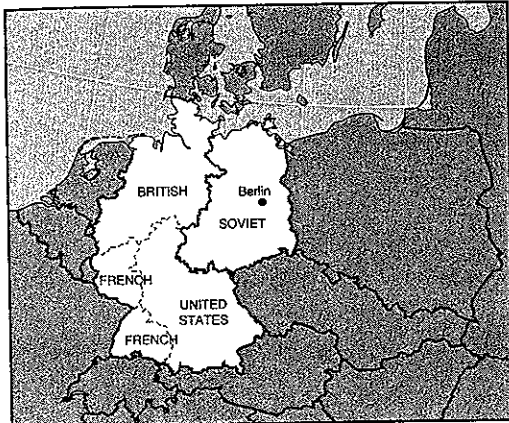 BRITISH
Berlin
SOVIET
FRENCH
UNITED
STATES
FRENCH